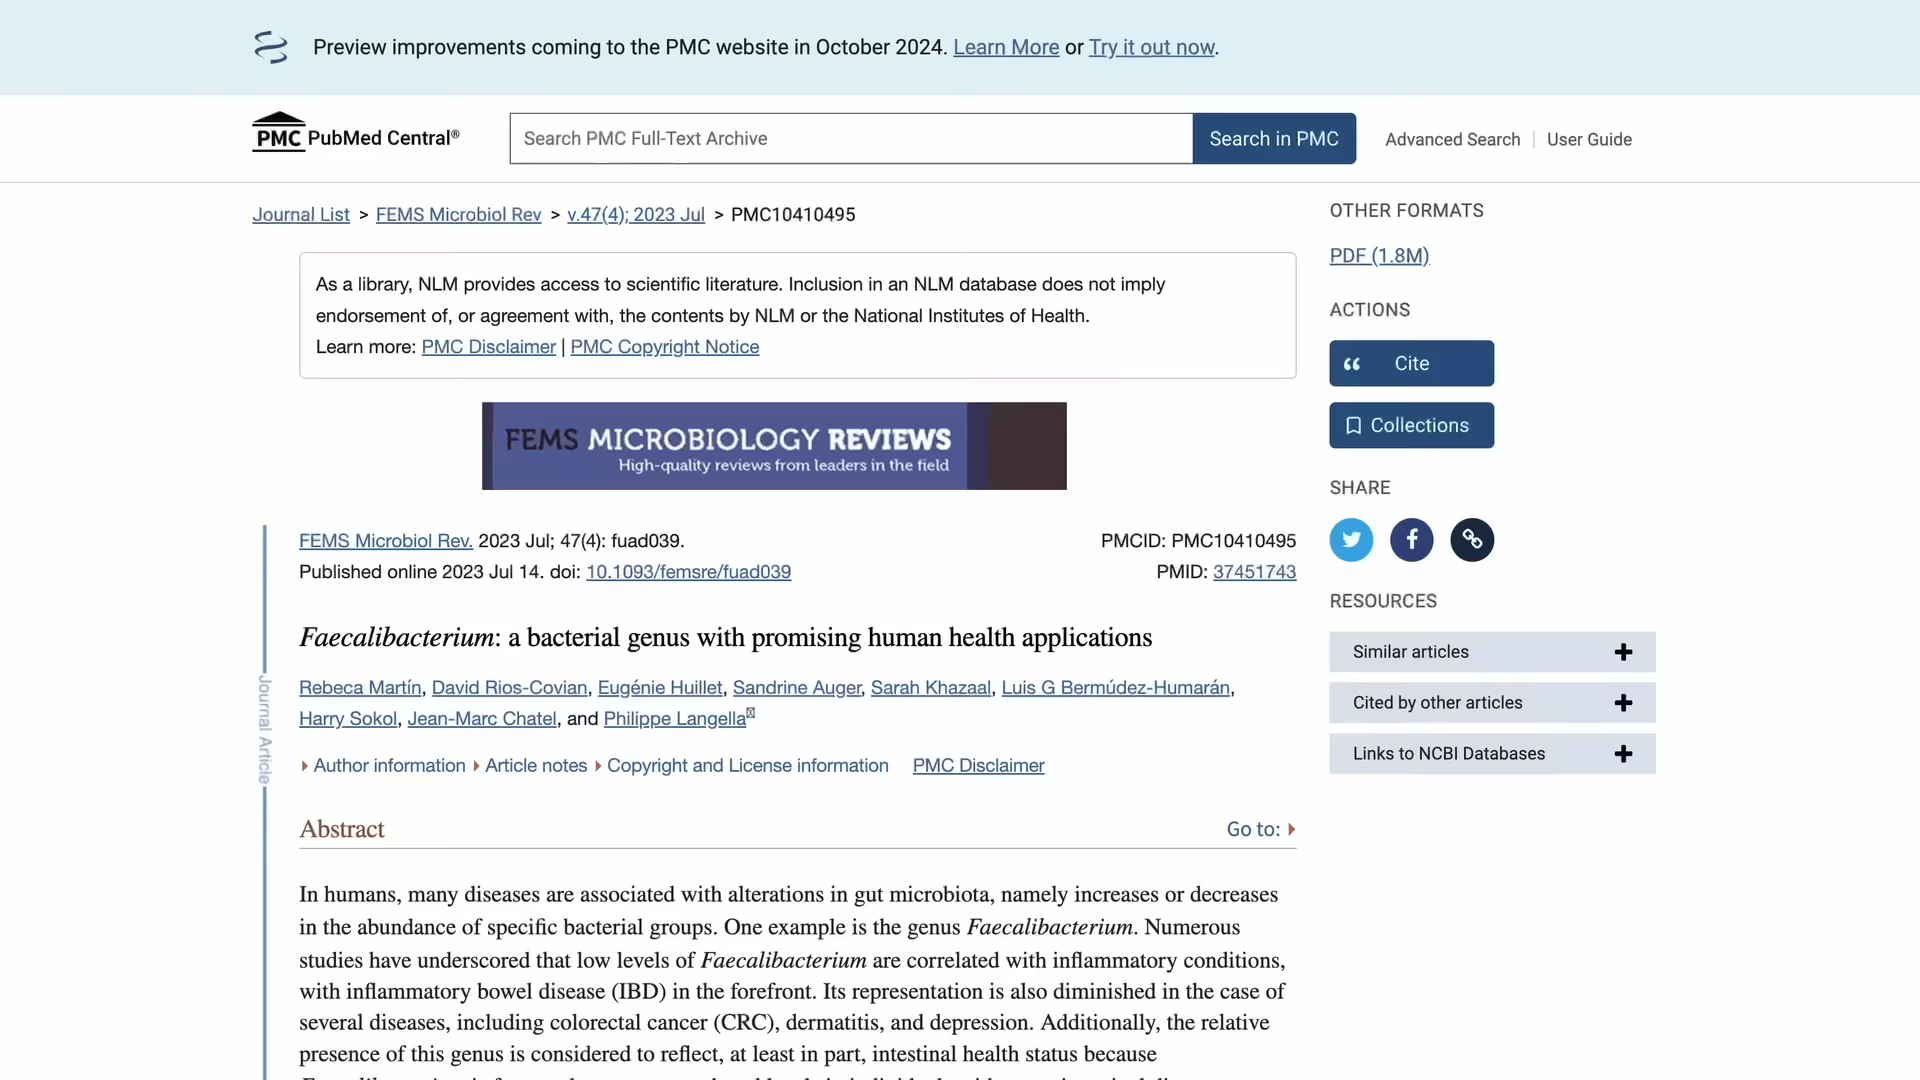 Preview improvements coming to the PMC website in October 2024. Learn More or Try it out now.
PMC PubMed Central®
Search PMC Full-Text Archive
Search in PMC
Advanced Search | User Guide
Journal List > FEMS Microbiol Rev > v.47(4); 2023 Jul > PMC10410495
As a library, NLM provides access to scientific literature. Inclusion in an NLM database does not imply
endorsement of, or agreement with, the contents by NLM or the National Institutes of Health.
Learn more: PMC Disclaimer | PMC Copyright Notice
FEMS MICROBIOLOGY REVIEWS
High-quality reviews from leaders in the field
FEMS Microbiol Rev. 2023 Jul; 47(4): fuad039.
Published online 2023 Jul 14. doi: 10.1093/femsre/fuad039
PMCID: PMC10410495
PMID: 37451743
Faecalibacterium: a bacterial genus with promising human health applications
Rebeca Martín, David Rios-Covian, Eugénie Huillet, Sandrine Auger, Sarah Khazaal, Luis G Bermúdez-Humarán,
Harry Sokol, Jean-Marc Chatel, and Philippe Langella
Author information Article notes Copyright and License information PMC Disclaimer
Journal Article
Abstract
Go to:
In humans, many diseases are associated with alterations in gut microbiota, namely increases or decreases
in the abundance of specific bacterial groups. One example is the genus Faecalibacterium. Numerous
studies have underscored that low levels of Faecalibacterium are correlated with inflammatory conditions,
with inflammatory bowel disease (IBD) in the forefront. Its representation is also diminished in the case of
several diseases, including colorectal cancer (CRC), dermatitis, and depression. Additionally, the relative
presence of this genus is considered to reflect, at least in part, intestinal health status because
OTHER FORMATS
PDF (1.8M)
ACTIONS
Cite
Collections
SHARE
RESOURCES
Similar articles
Cited by other articles
Links to NCBI Databases